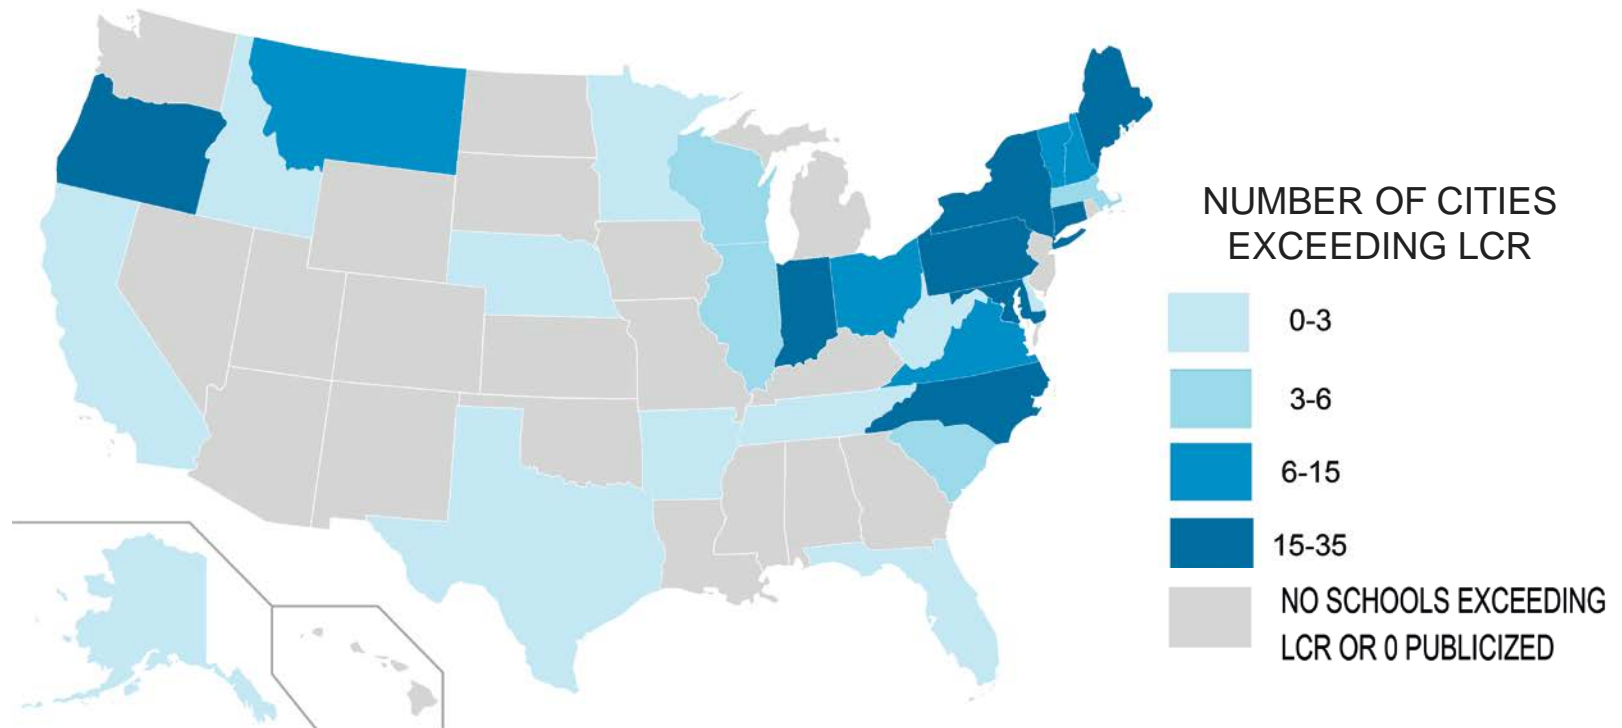 NUMBER OF CITIES
EXCEEDING LCR
0-3
3-6
6-15
15-35
NO SCHOOLS EXCEEDING
LCR OR 0 PUBLICIZED